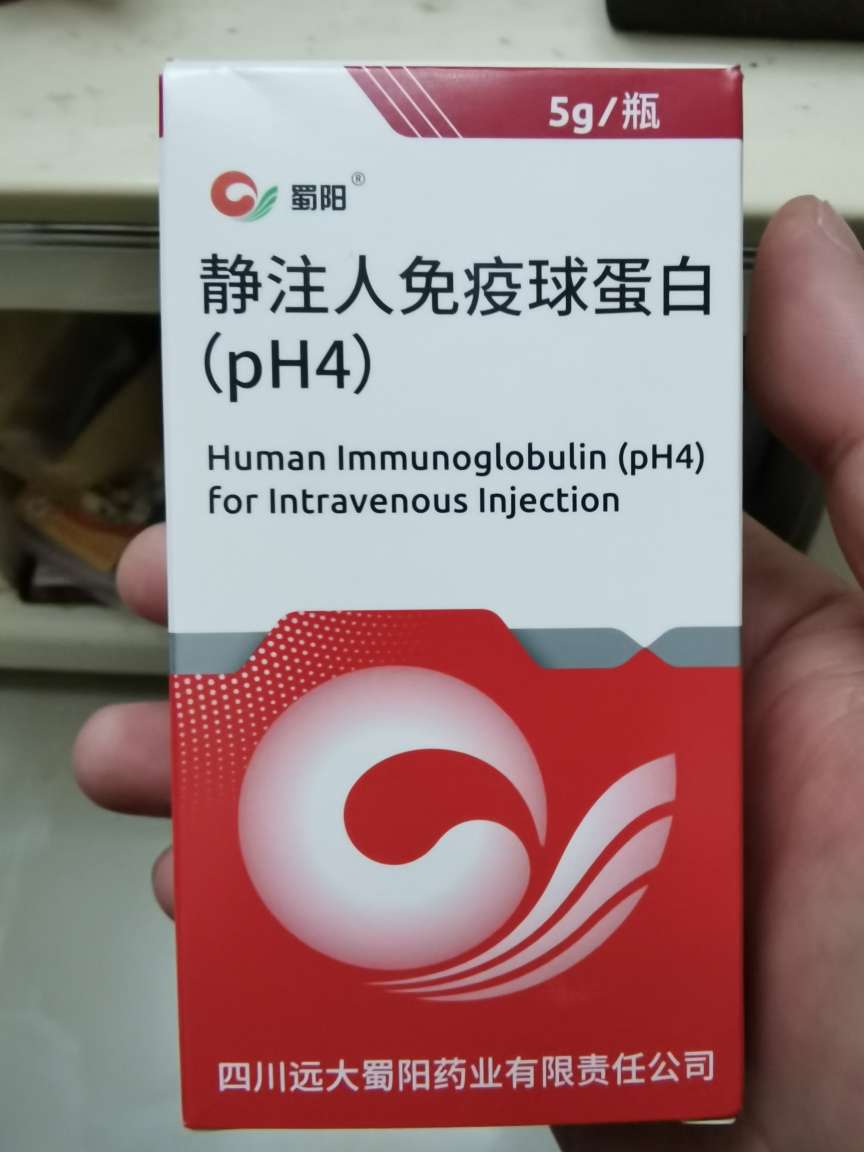 5g/瓶
蜀阳®
静注人免疫球蛋白
(pH4)
Human Immunoglobulin (pH4)
for Intravenous Injection
四川远大蜀阳药业有限责任公司